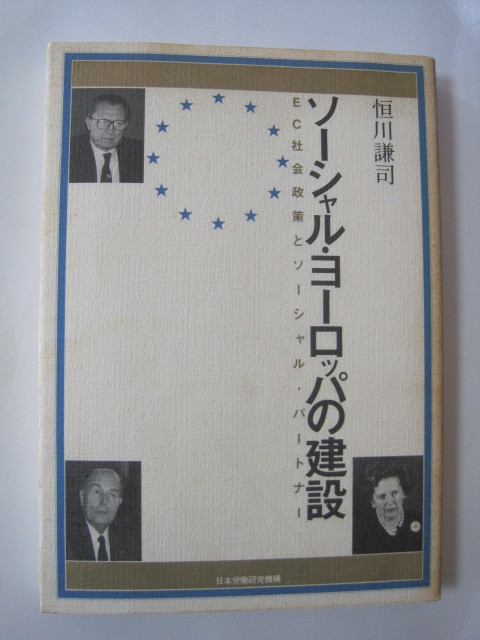 恒川謙司
ソーシャル・ヨーロッパの建設
EC社会政策とソーシャル・パートナー
日本労働研究機構